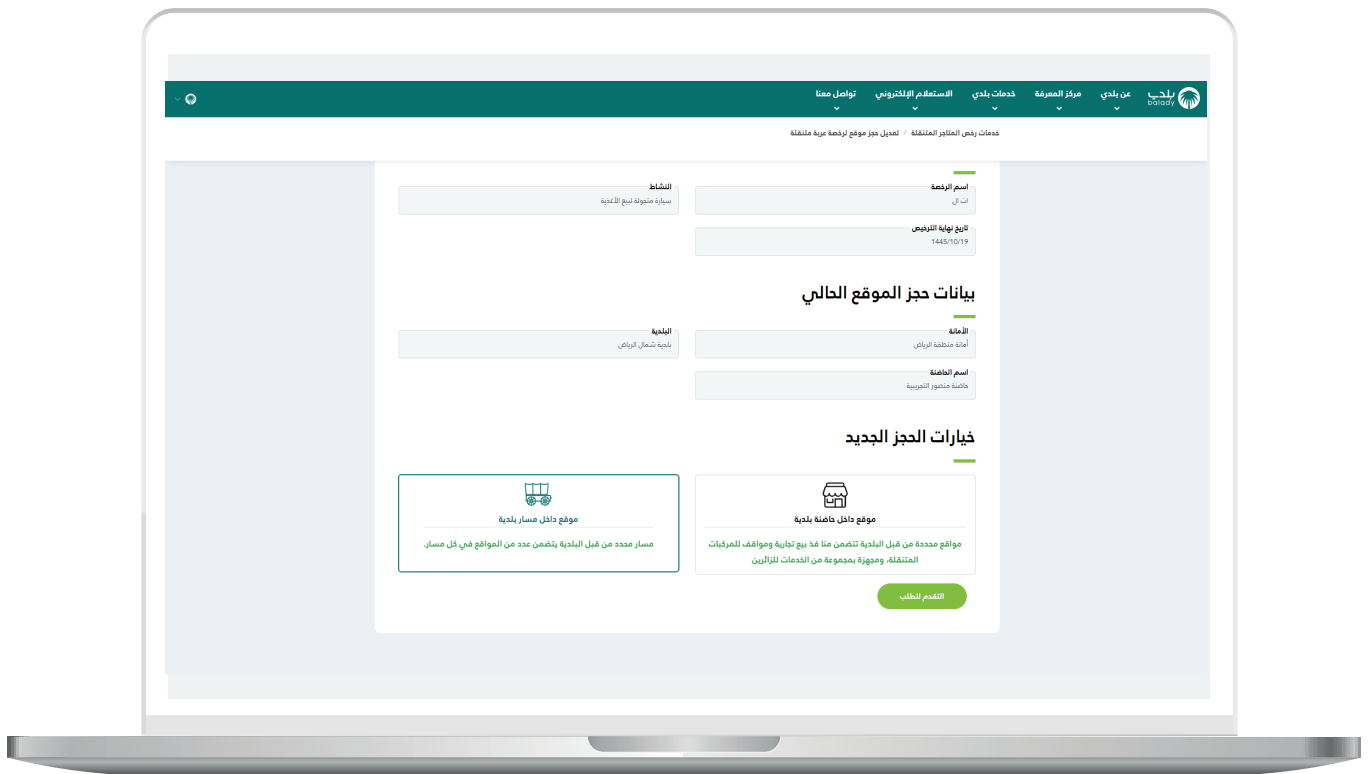 بلدي
balady
عن بلدي
مركز المعرفة
خدمات بلدي
الاستعلام الإلكتروني
تواصل معنا
خدمات رخص المتاجر المتنقلة / تعديل حجز موقع لرخصة عربة متنقلة
اسم الرخصة
ات ال
النشاط
سيارة متجولة لبيع الأغذية
تاريخ نهاية الترخيص
1445/10/19
بيانات حجز الموقع الحالي
الأمانة
أمانة منطقة الرياض
البلدية
بلدية شمال الرياض
اسم الحاضنة
حاضنة منصور التجريبية
خيارات الحجز الجديد
موقع داخل حاضنة بلدية
مواقع محددة من قبل البلدية تتضمن منا فذ بيع تجارية ومواقف للمركبات
المتنقلة، ومجهزة بمجموعة من الخدمات للزائرين
موقع داخل مسار بلدية
مسار محدد من قبل البلدية يتضمن عدد من المواقع في كل مسار.
التقدم للطلب